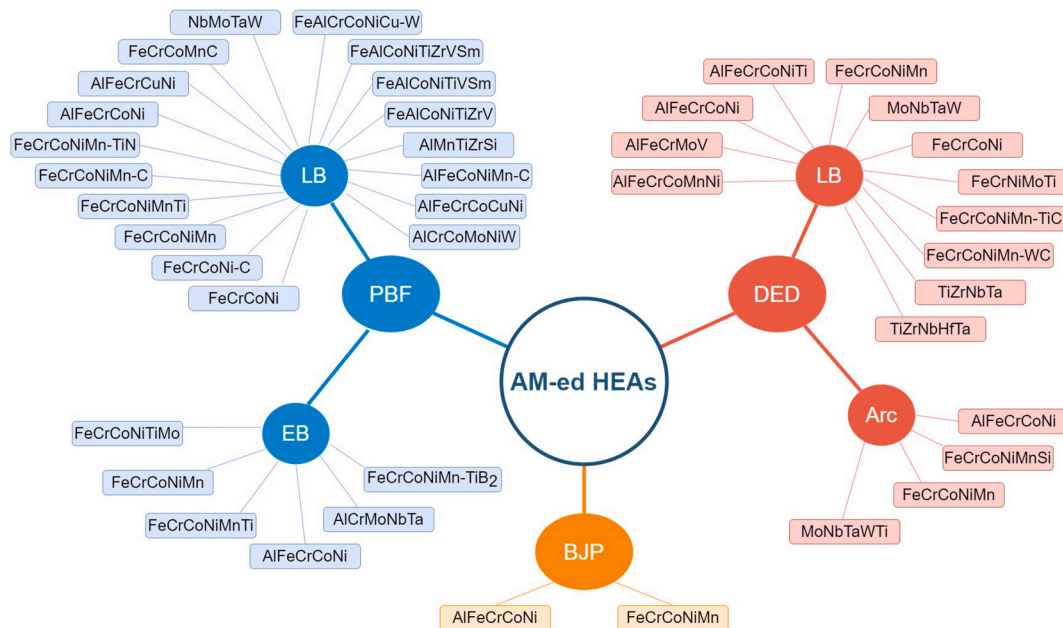 NbMoTaW
FeAlCrCoNiCu-W
FeCrCoMnC
FeAlCoNiTiZrVSm
AlFeCrCuNi
FeAlCoNiTiVSm
AlFeCrCoNi
FeAlCoNiTiZrV
FeCrCoNiMn-TiN
AlMnTiZrSi
FeCrCoNiMn-C
AlFeCoNiMn-C
FeCrCoNiMnTi
AlFeCrCoCuNi
FeCrCoNiMn
AlCrCoMoNiW
FeCrCoNi-C
FeCrCoNi
LB
PBF
EB
FeCrCoNiTiMo
FeCrCoNiMn
FeCrCoNiMnTi
AlFeCrCoNi
AlCrMoNbTa
FeCrCoNiMn-TiB2
AM-ed HEAs
BJP
AlFeCrCoNi
FeCrCoNiMn
DED
LB
AlFeCrCoNiTi
FeCrCoNiMn
AlFeCrCoNi
MoNbTaW
AlFeCrMoV
FeCrCoNi
AlFeCrCoMnNi
FeCrNiMoTi
FeCrCoNiMn-TiC
FeCrCoNiMn-WC
TiZrNbTa
TiZrNbHfTa
Arc
AlFeCrCoNi
FeCrCoNiMnSi
FeCrCoNiMn
MoNbTaWTi